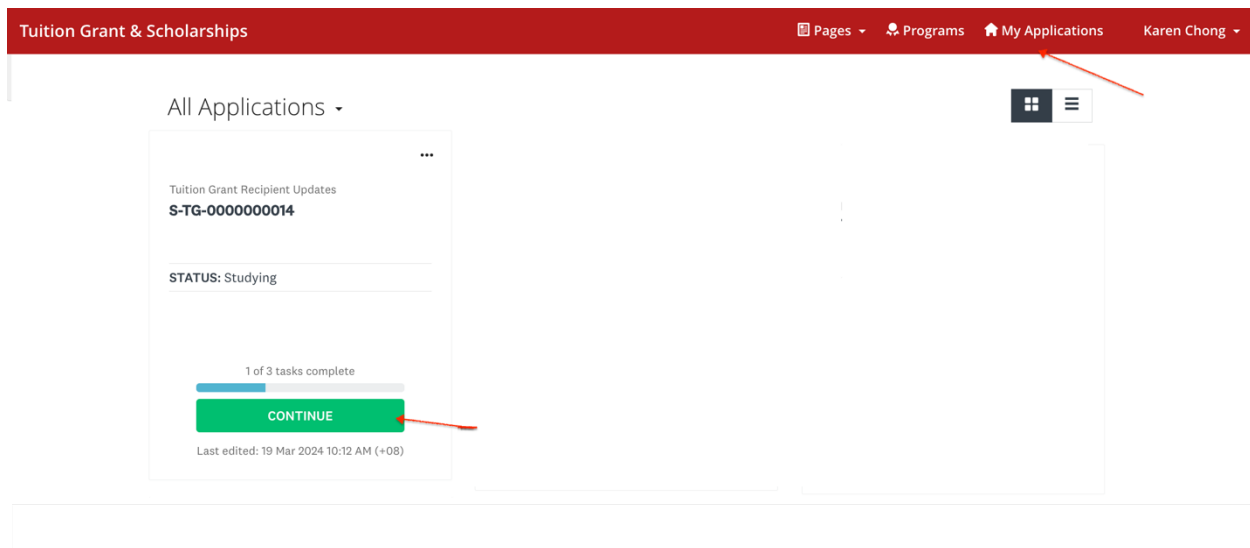 Tuition Grant & Scholarships
Pages
Programs
My Applications
Karen Chong
All Applications
Tuition Grant Recipient Updates
S-TG-0000000014
STATUS: Studying
1 of 3 tasks complete
CONTINUE
Last edited: 19 Mar 2024 10:12 AM (+08)